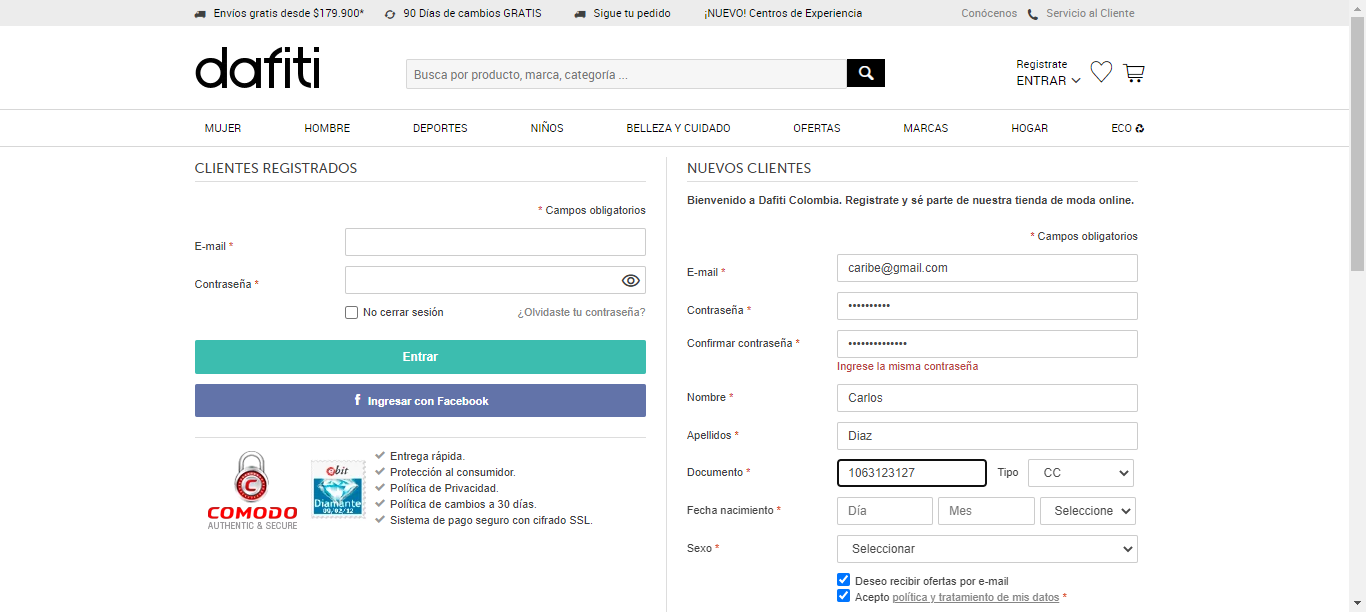 Envíos gratis desde $179.900* 90 Días de cambios GRATIS Sigue tu pedido ¡NUEVO! Centros de Experiencia Conócenos Servicio al Cliente
dafiti
Busca por producto, marca, categoría ...
Registrate
ENTRAR
MUJER HOMBRE DEPORTES NIÑOS BELLEZA Y CUIDADO OFERTAS MARCAS HOGAR ECO
CLIENTES REGISTRADOS
* Campos obligatorios
E-mail *
Contraseña *
No cerrar sesión ¿Olvidaste tu contraseña?
Entrar
f Ingresar con Facebook
C
COMODO
AUTHENTIC & SECURE
ebit
Diamante
09/02/12
Entrega rápida.
Protección al consumidor.
Política de Privacidad.
Política de cambios a 30 días.
Sistema de pago seguro con cifrado SSL.
NUEVOS CLIENTES
Bienvenido a Dafiti Colombia. Registrate y sé parte de nuestra tienda de moda online.
* Campos obligatorios
E-mail * caribe@gmail.com
Contraseña * ••••••••••
Confirmar contraseña * ••••••••••••••
Ingrese la misma contraseña
Nombre * Carlos
Apellidos * Diaz
Documento * 1063123127 Tipo CC
Fecha nacimiento * Día Mes Seleccione
Sexo * Seleccionar
Deseo recibir ofertas por e-mail
Acepto política y tratamiento de mis datos *